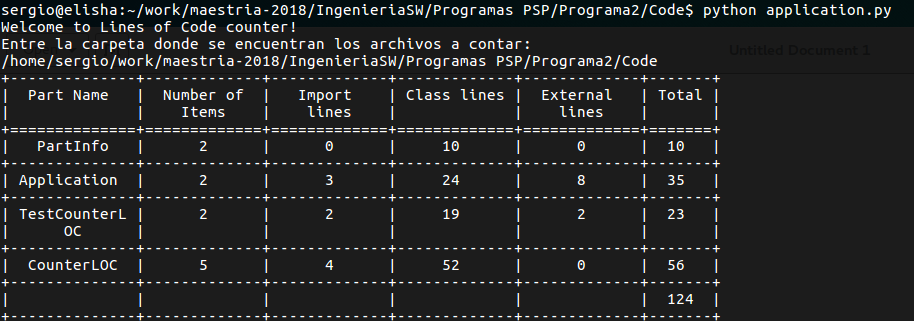 sergio@elisha:~/work/maestria-2018/IngenieriaSW/Programas PSP/Programa2/Code$ python application.py
Welcome to Lines of Code counter!
Entre la carpeta donde se encuentran los archivos a contar:
/home/sergio/work/maestria-2018/IngenieriaSW/Programas PSP/Programa2/Code
Untitled Document 1
+--------------+-------------+------------+-------------+-------------+-------+
| Part Name | Number of | Import | Class lines | External | Total |
| | Items | lines | | lines | |
+==============+=============+============+=============+=============+=======+
| PartInfo | 2 | 0 | 10 | 0 | 10 |
+--------------+-------------+------------+-------------+-------------+-------+
| Application | 2 | 3 | 24 | 8 | 35 |
+--------------+-------------+------------+-------------+-------------+-------+
| TestCounterL | 2 | 2 | 19 | 2 | 23 |
| OC | | | | | |
+--------------+-------------+------------+-------------+-------------+-------+
| CounterLOC | 5 | 4 | 52 | 0 | 56 |
+--------------+-------------+------------+-------------+-------------+-------+
| | | | | | 124 |
+--------------+-------------+------------+-------------+-------------+-------+